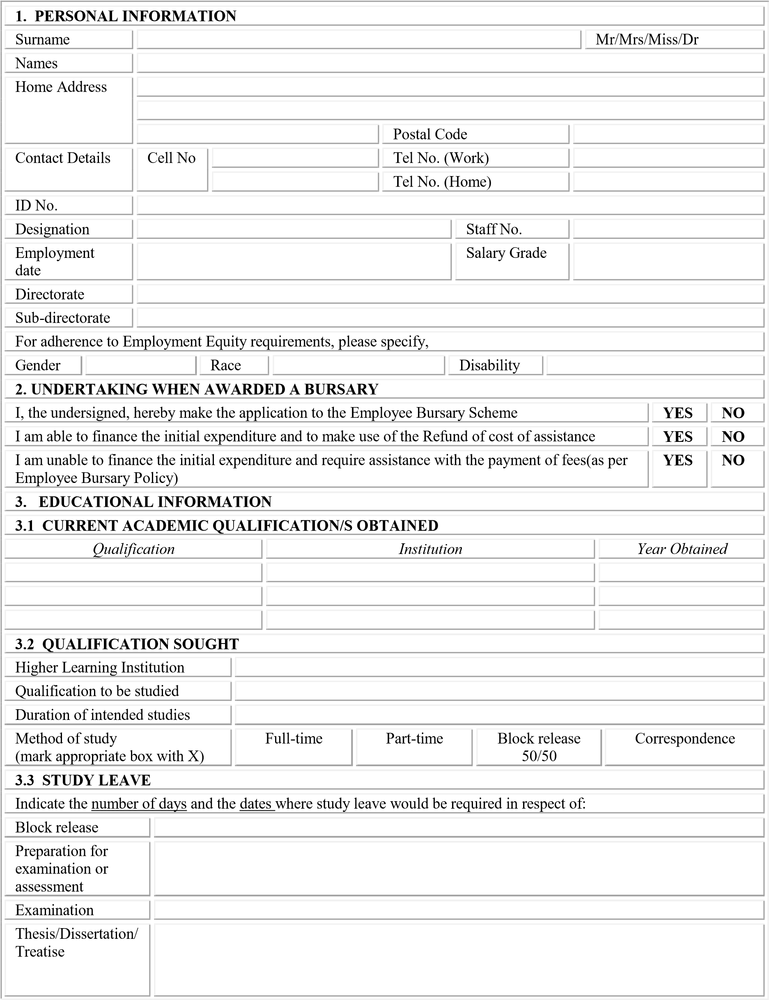 1. PERSONAL INFORMATION
Surname Mr/Mrs/Miss/Dr
Names
Home Address
Postal Code
Contact Details Cell No Tel No. (Work)
Tel No. (Home)
ID No.
Designation Staff No.
Employment Salary Grade
date
Directorate
Sub-directorate
For adherence to Employment Equity requirements, please specify,
Gender Race Disability
2. UNDERTAKING WHEN AWARDED A BURSARY
I, the undersigned, hereby make the application to the Employee Bursary Scheme YES NO
I am able to finance the initial expenditure and to make use of the Refund of cost of assistance YES NO
I am unable to finance the initial expenditure and require assistance with the payment of fees(as per YES NO
Employee Bursary Policy)
3. EDUCATIONAL INFORMATION
3.1 CURRENT ACADEMIC QUALIFICATION/S OBTAINED
Qualification Institution Year Obtained
3.2 QUALIFICATION SOUGHT
Higher Learning Institution
Qualification to be studied
Duration of intended studies
Method of study Full-time Part-time Block release Correspondence
(mark appropriate box with X) 50/50
3.3 STUDY LEAVE
Indicate the number of days and the dates where study leave would be required in respect of:
Block release
Preparation for
examination or
assessment
Examination
Thesis/Dissertation/
Treatise